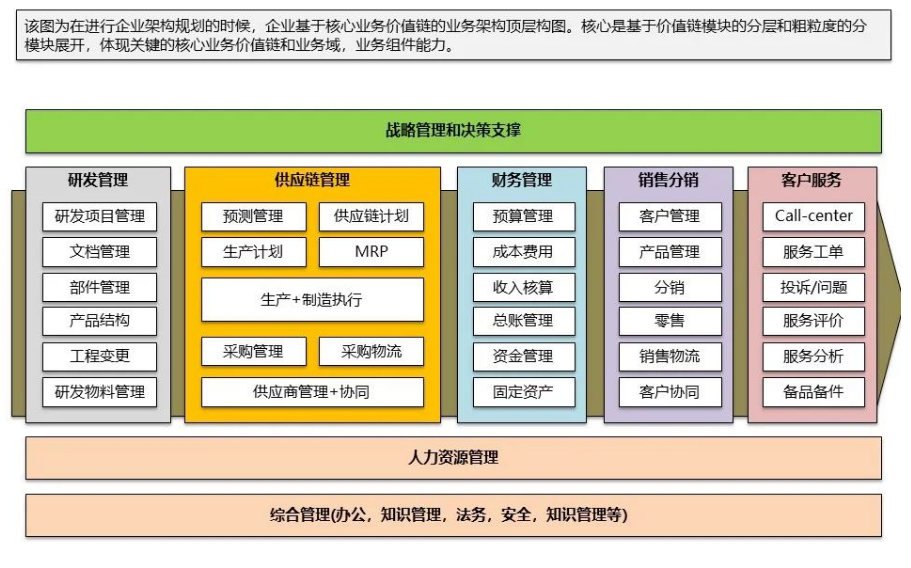 该图为在进行企业架构规划的时候，企业基于核心业务价值链的业务架构顶层构图。核心是基于价值链模块的分层和粗粒度的分
模块展开，体现关键的核心业务价值链和业务域，业务组件能力。
战略管理和决策支撑
研发管理
研发项目管理
文档管理
部件管理
产品结构
工程变更
研发物料管理
供应链管理
预测管理
供应链计划
生产计划
MRP
生产+制造执行
采购管理
采购物流
供应商管理+协同
财务管理
预算管理
成本费用
收入核算
总账管理
资金管理
固定资产
销售分销
客户管理
产品管理
分销
零售
销售物流
客户协同
客户服务
Call-center
服务工单
投诉/问题
服务评价
服务分析
备品备件
人力资源管理
综合管理(办公，知识管理，法务，安全，知识管理等)